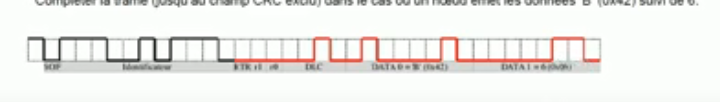 Compléter la trame (jusqu'au champ CRC exclu) dans le cas où un nœud émet les données 'B' (0x42) suivi de 6.
SOF Identificateur RTR r1 r0 DLC DATA 0 = 'B' (0x42) DATA 1 = 6 (0x06)